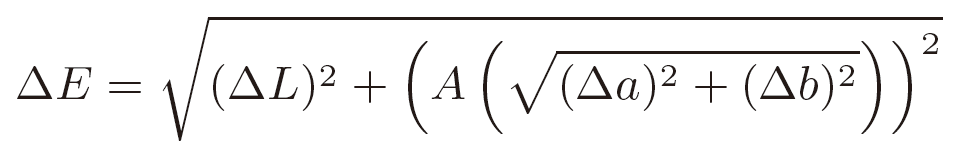 ΔE = √((ΔL)² + (A(√((Δa)² + (Δb)²)))²)